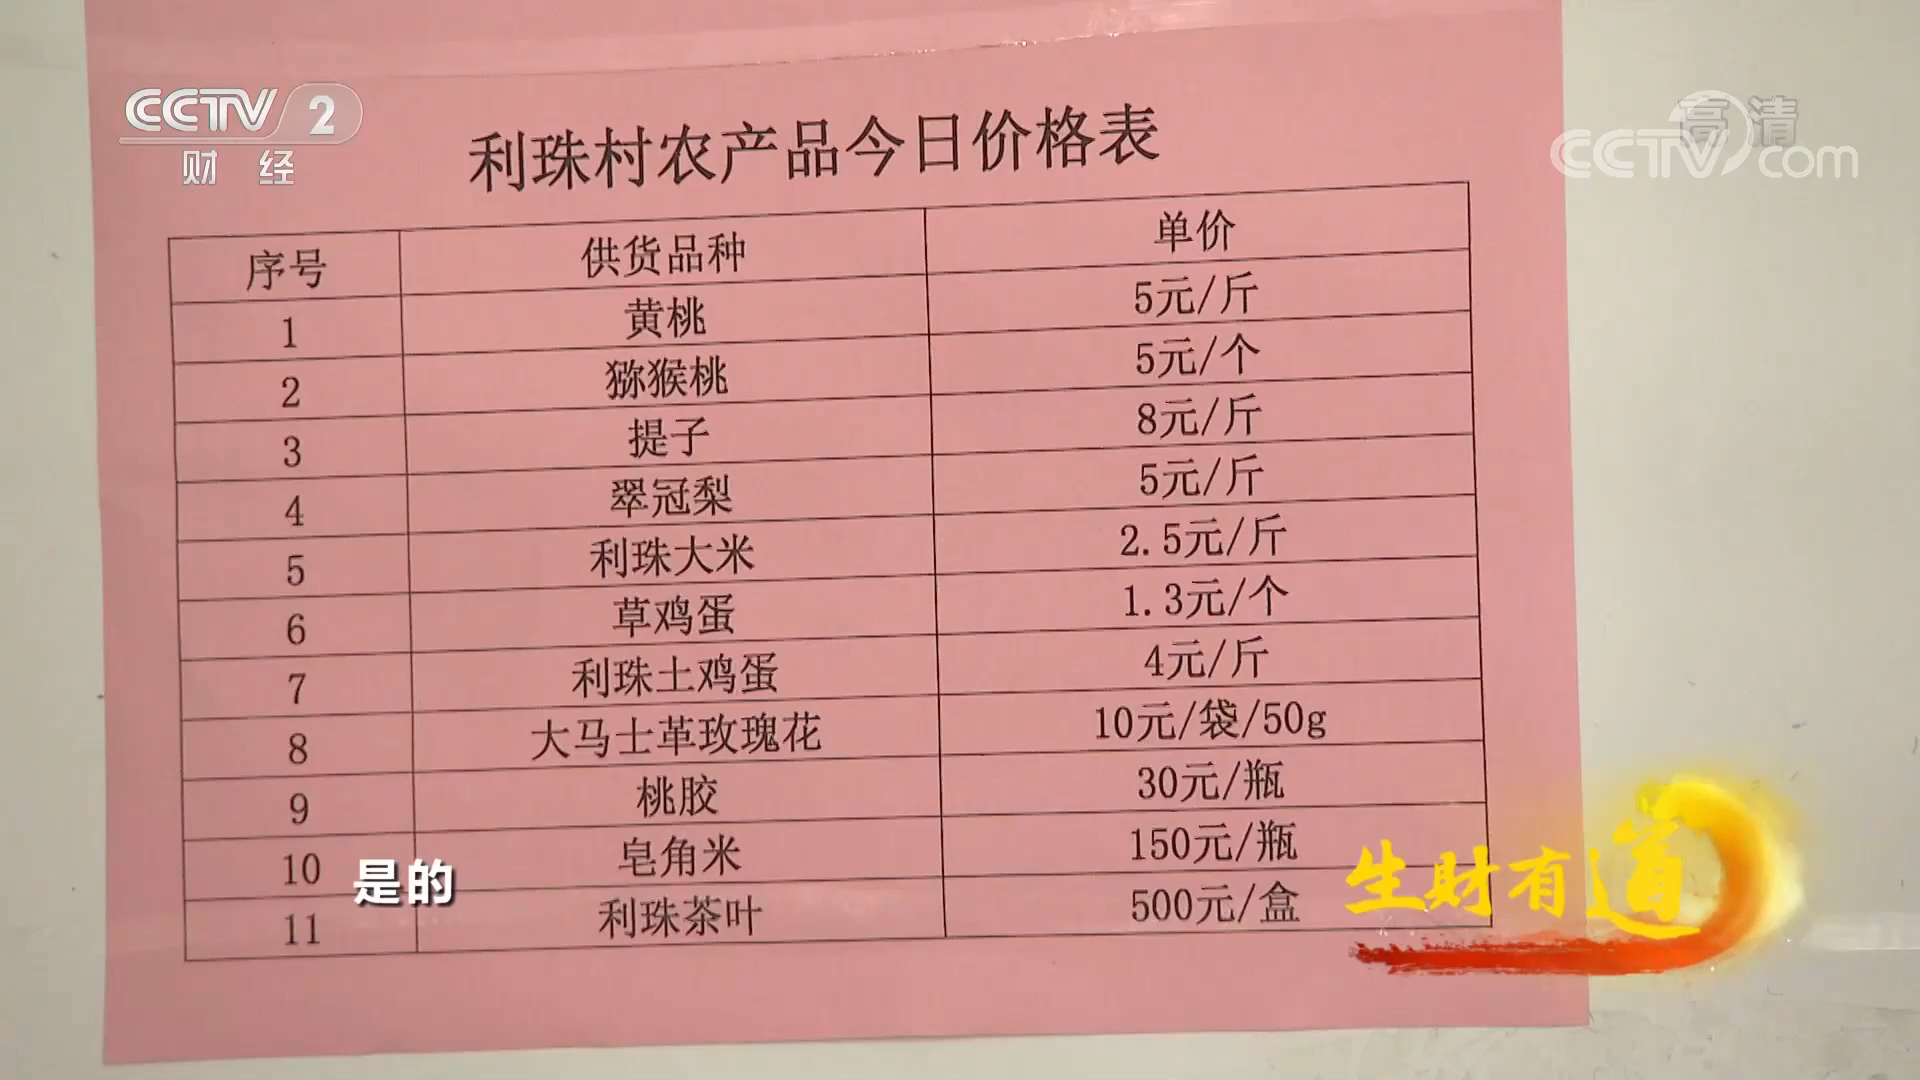 CCTV 2
财 经
高清
CCTV.com
利珠村农产品今日价格表
序号 供货品种 单价
1 黄桃 5元/斤
2 猕猴桃 5元/个
3 提子 8元/斤
4 翠冠梨 5元/斤
5 利珠大米 2.5元/斤
6 草鸡蛋 1.3元/个
7 利珠土鸡蛋 4元/斤
8 大马士革玫瑰花 10元/袋/50g
9 桃胶 30元/瓶
10 皂角米 150元/瓶
11 利珠茶叶 500元/盒
是的
生财有道